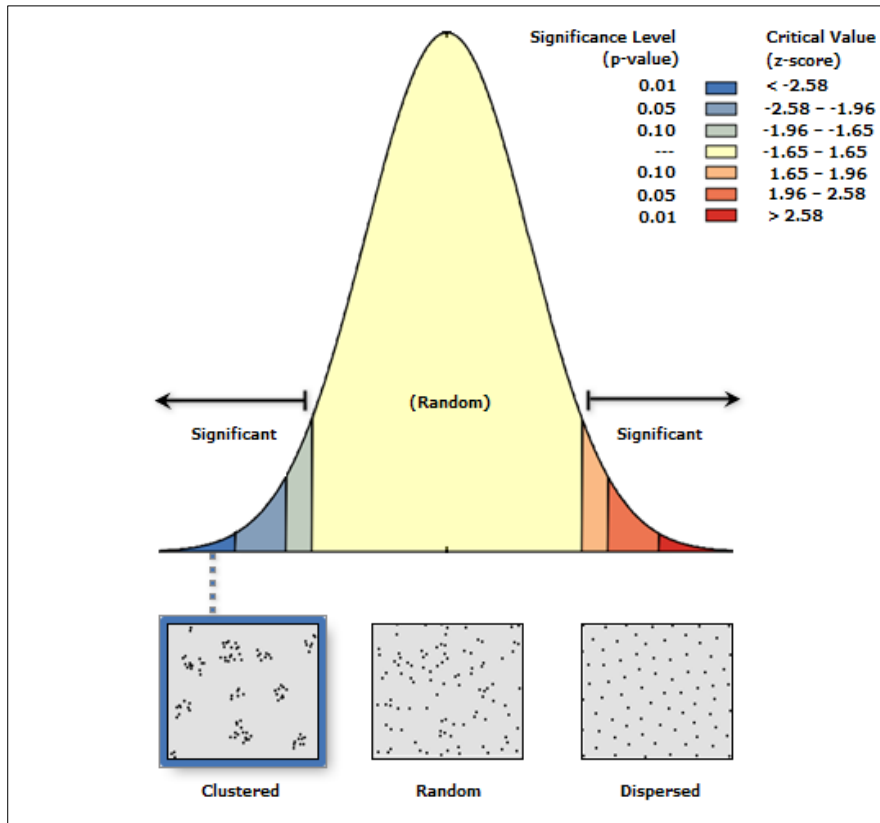 Significance Level Critical Value
(p-value) (z-score)
0.01 < -2.58
0.05 -2.58 – -1.96
0.10 -1.96 – -1.65
--- -1.65 – 1.65
0.10 1.65 – 1.96
0.05 1.96 – 2.58
0.01 > 2.58
(Random)
Significant Significant
Clustered Random Dispersed